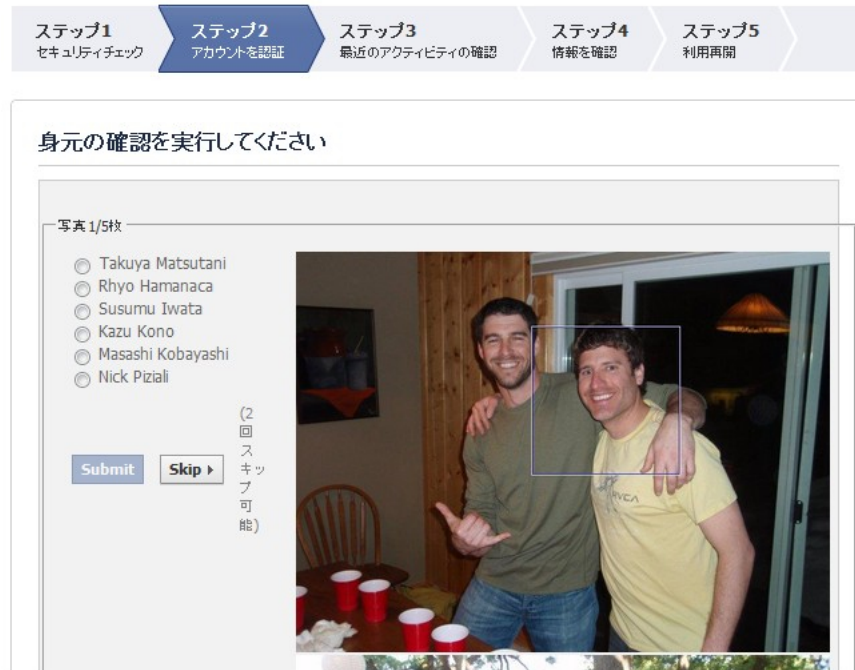 ステップ1
セキュリティチェック
ステップ2
アカウントを認証
ステップ3
最近のアクティビティの確認
ステップ4
情報を確認
ステップ5
利用再開
身元の確認を実行してください
写真1/5枚
Takuya Matsutani
Rhyo Hamanaca
Susumu Iwata
Kazu Kono
Masashi Kobayashi
Nick Piziali
Submit
Skip
(2
回
ス
キッ
プ
可
能)
RVCA